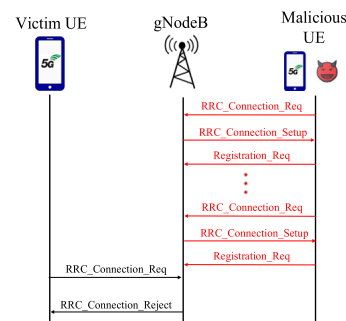 Victim UE
gNodeB
Malicious
UE
5G
5G
RRC_Connection_Req
RRC_Connection_Setup
Registration_Req
RRC_Connection_Req
RRC_Connection_Setup
Registration_Req
RRC_Connection_Req
RRC_Connection_Reject